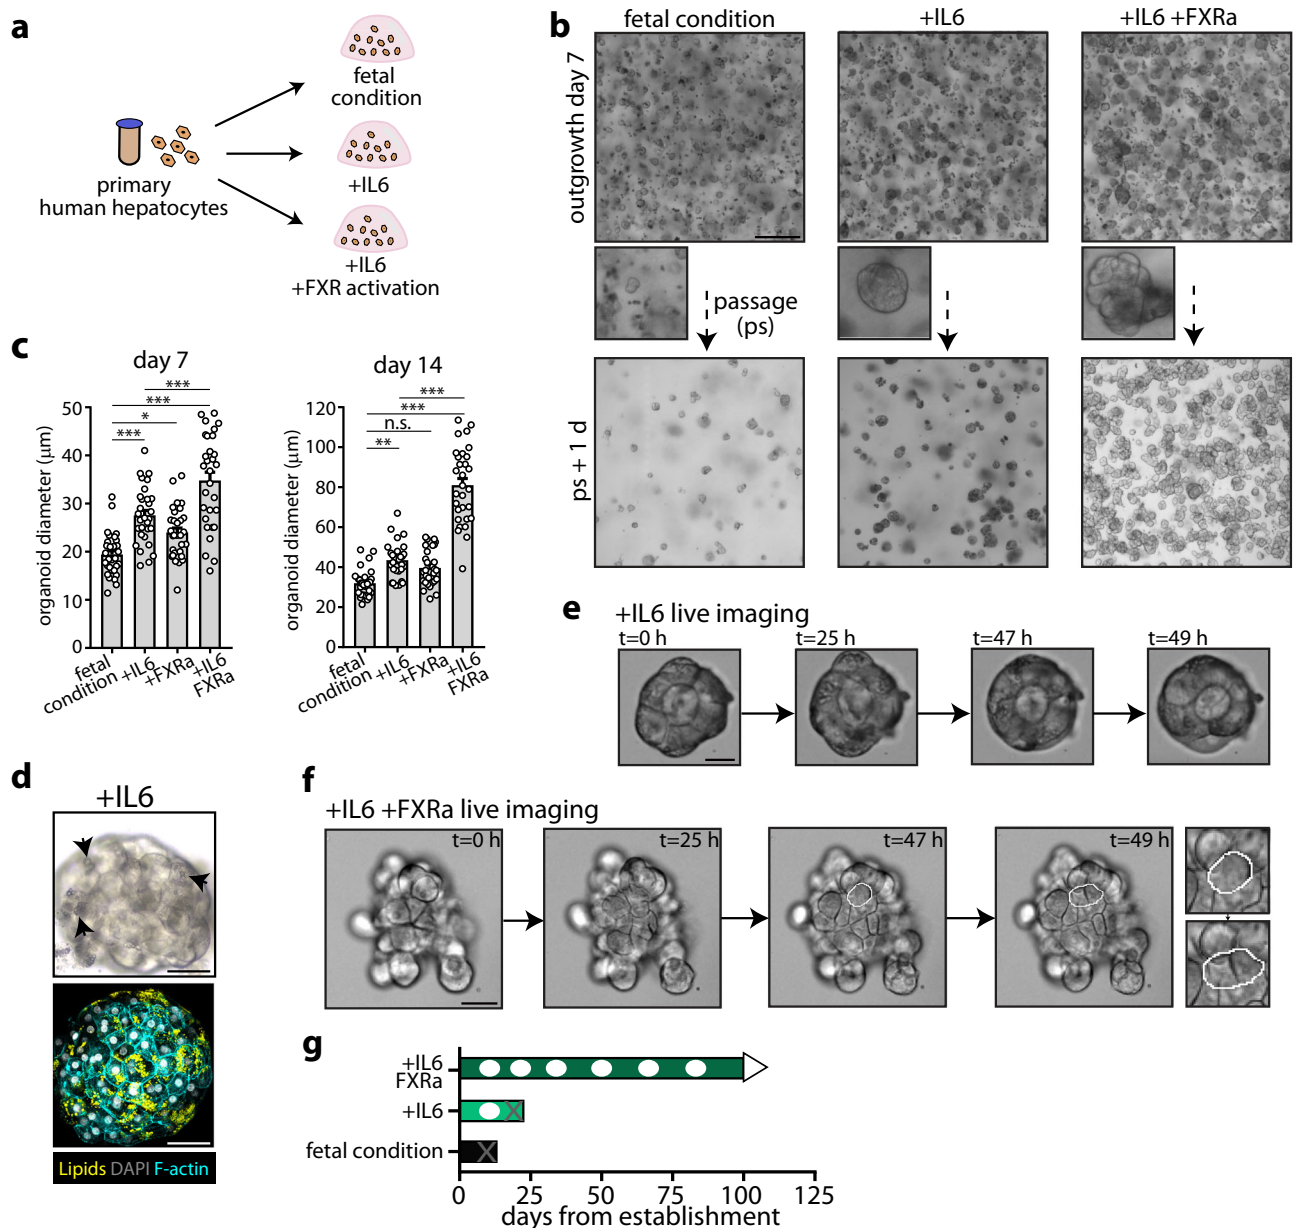 a
fetal
condition
+IL6
+IL6
+FXR activation
primary
human hepatocytes
b
fetal condition
+IL6
+IL6 +FXRa
outgrowth day 7
passage
(ps)
ps + 1 d
c
day 7
***
***
*
***
organoid diameter (μm)
50
40
30
20
10
0
fetal
condition
+IL6
+FXRa
+IL6
FXRa
day 14
***
***
n.s.
**
organoid diameter (μm)
120
100
80
60
40
20
0
fetal
condition
+IL6
+FXRa
+IL6
FXRa
d
+IL6
Lipids DAPI F-actin
e
+IL6 live imaging
t=0 h
t=25 h
t=47 h
t=49 h
f
+IL6 +FXRa live imaging
t=0 h
t=25 h
t=47 h
t=49 h
g
+IL6
FXRa
+IL6
fetal condition
0 25 50 75 100 125
days from establishment